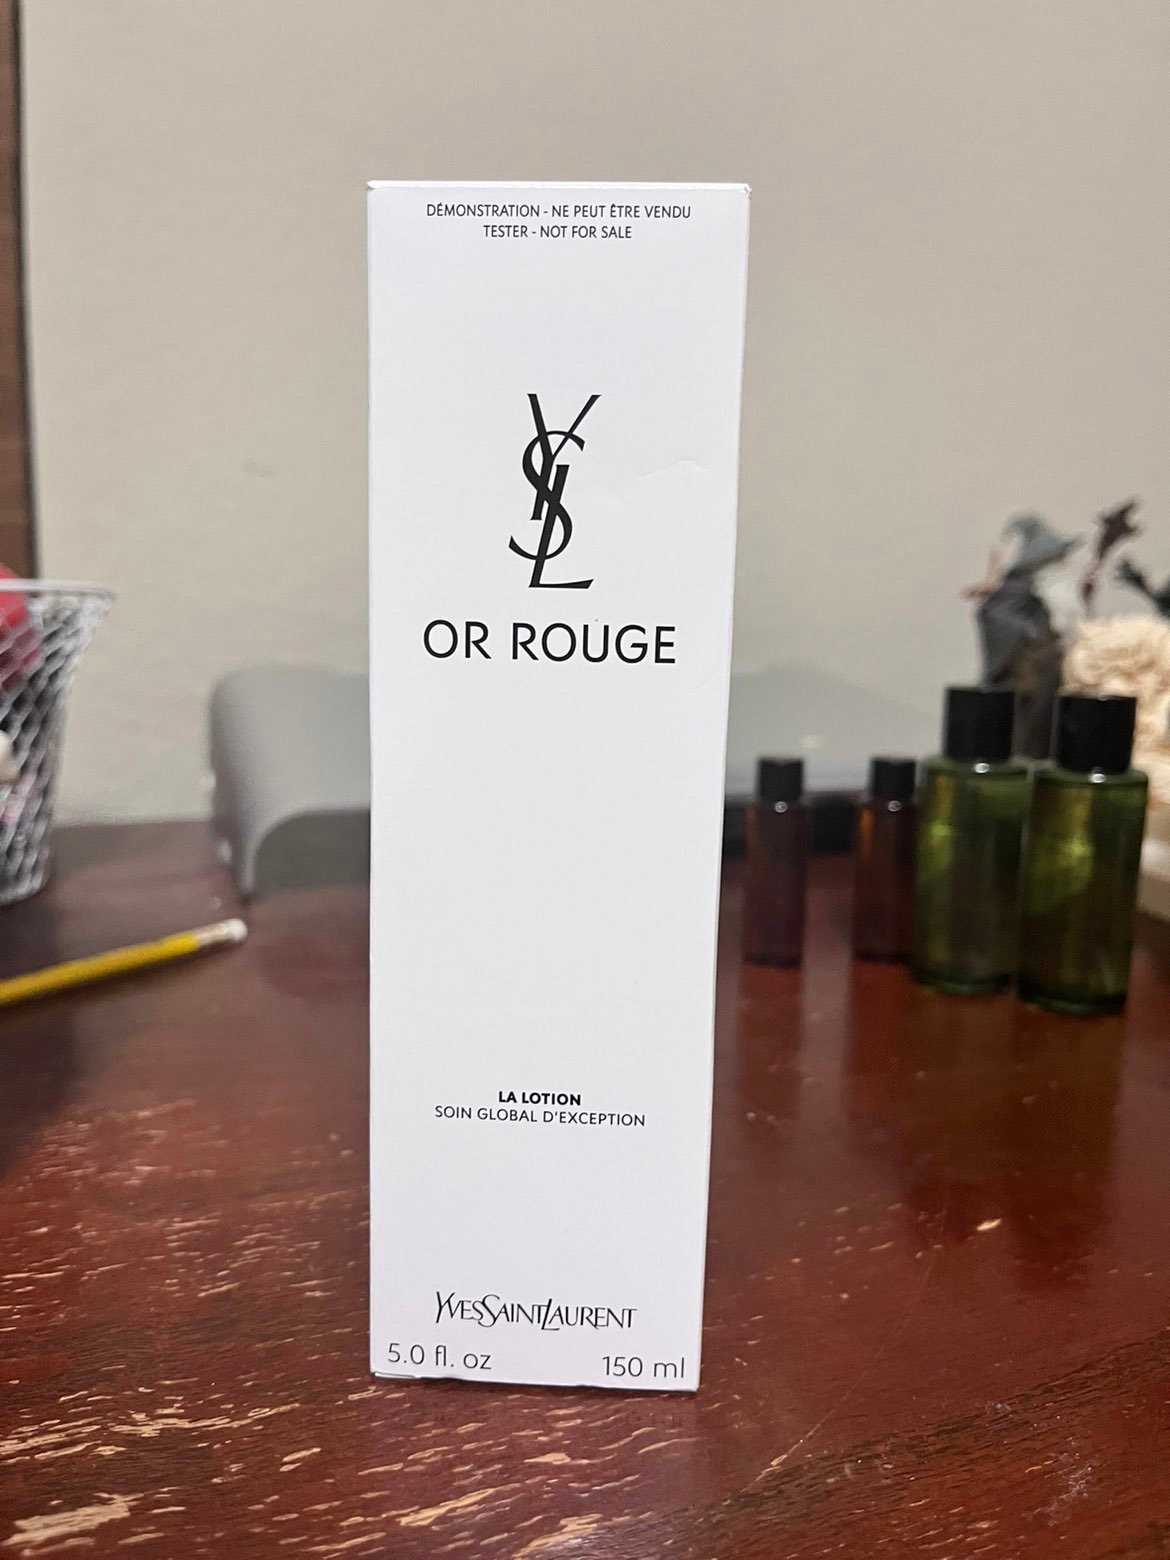 DÉMONSTRATION - NE PEUT ÊTRE VENDU
TESTER - NOT FOR SALE
YSL
OR ROUGE
LA LOTION
SOIN GLOBAL D'EXCEPTION
YVESSAINTLAURENT
5.0 fl. oz 150 ml